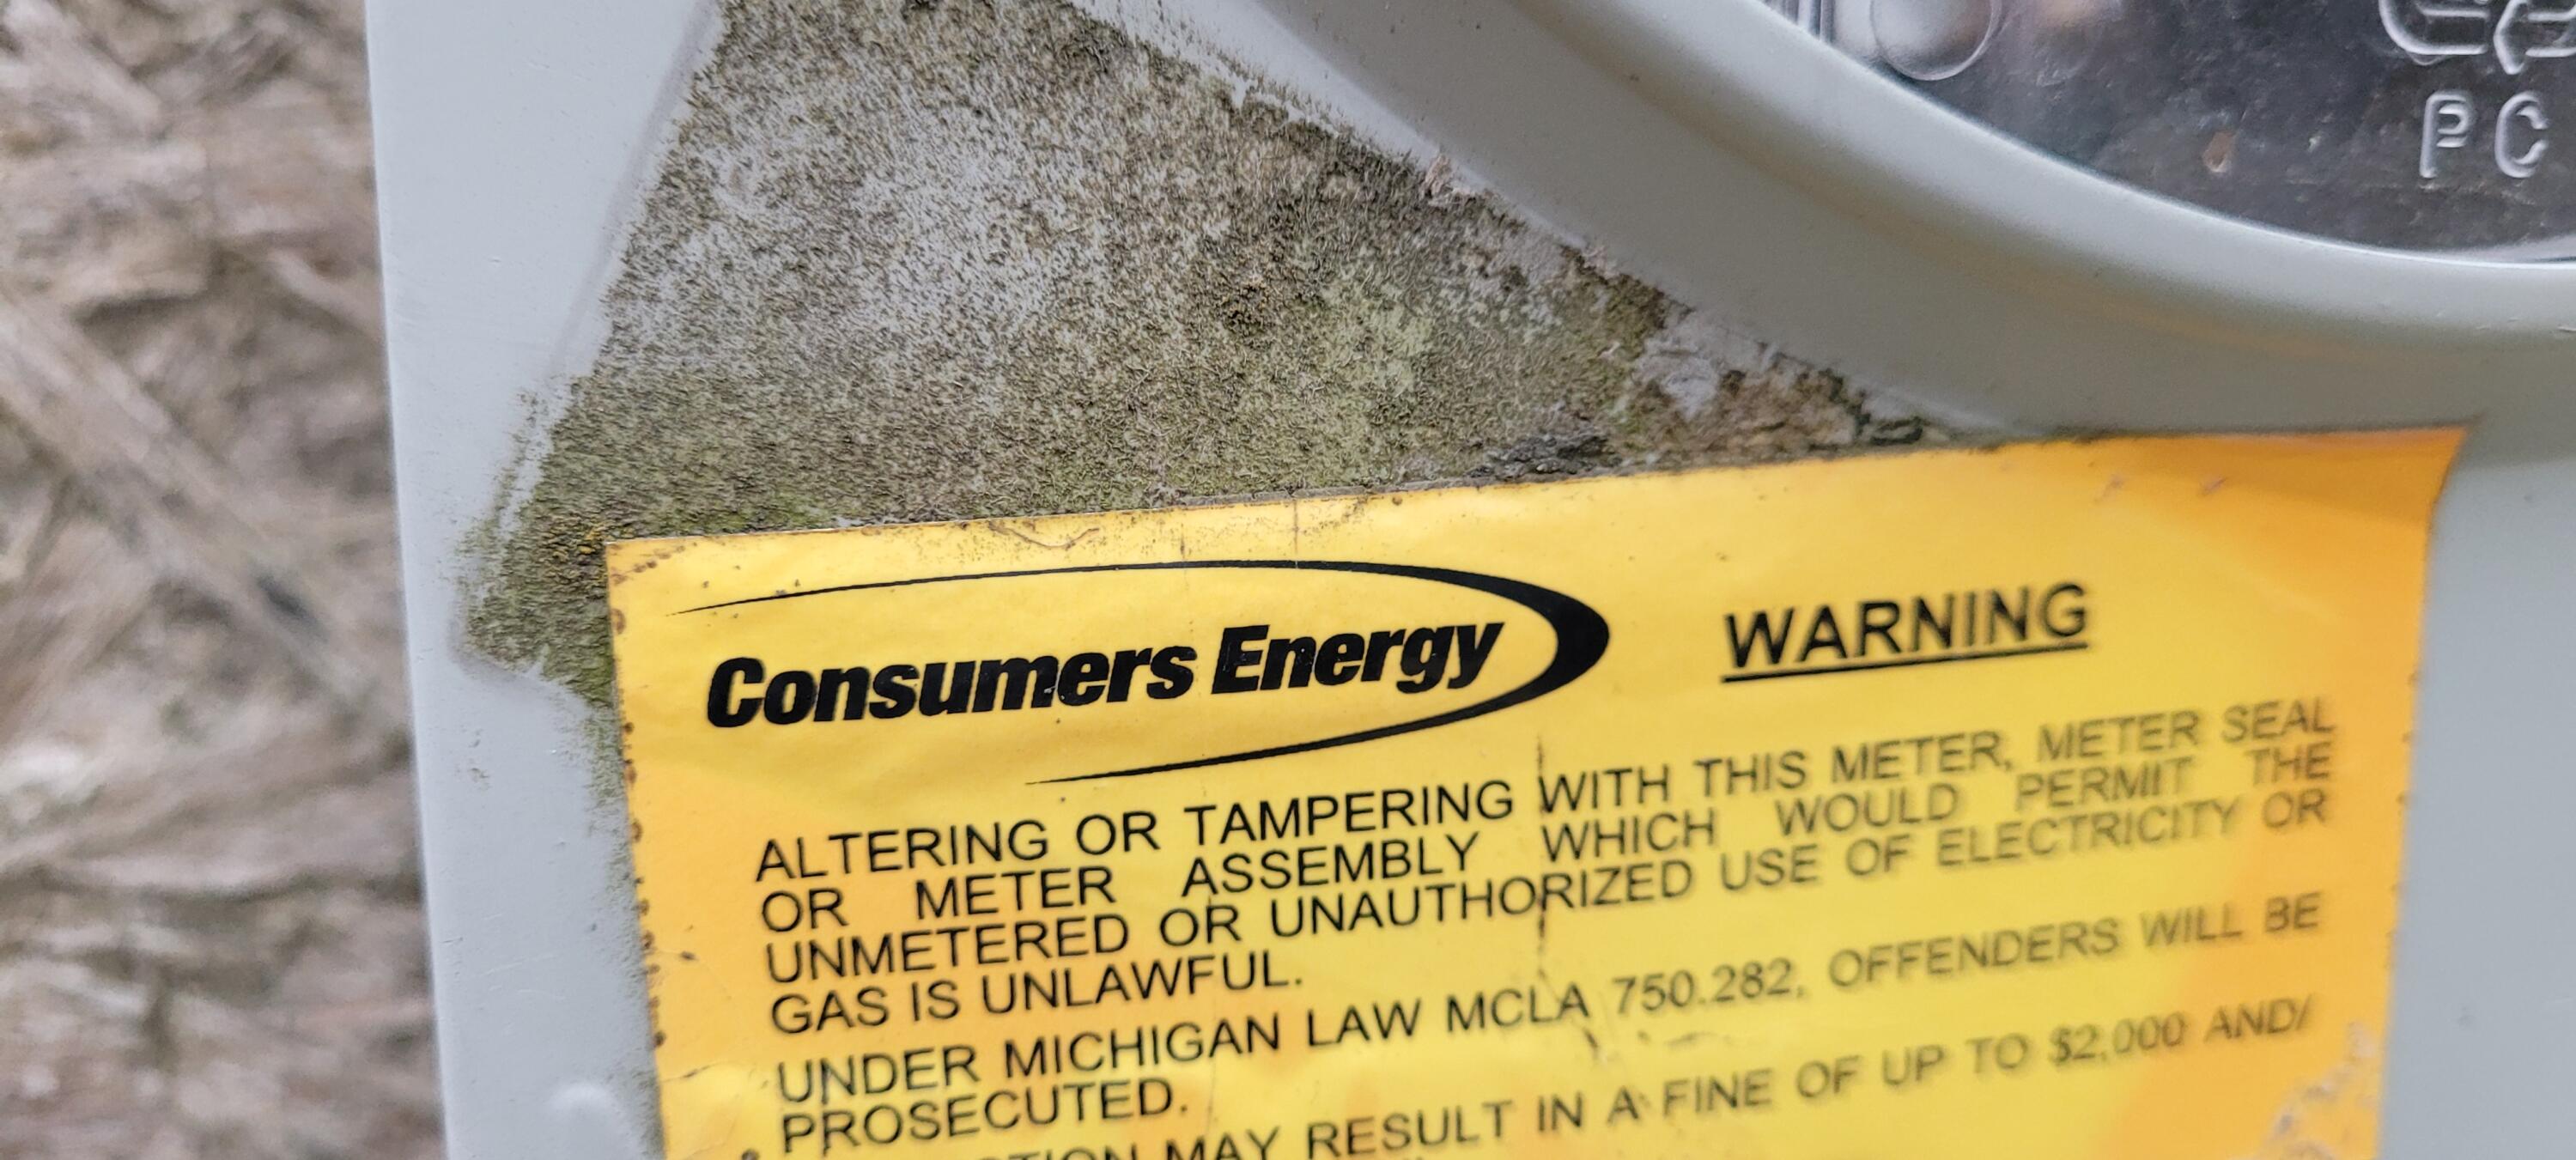 PC
Consumers Energy
WARNING
ALTERING OR TAMPERING WITH THIS METER, METER SEAL
OR METER ASSEMBLY WHICH WOULD PERMIT THE
UNMETERED OR UNAUTHORIZED USE OF ELECTRICITY OR
GAS IS UNLAWFUL.
UNDER MICHIGAN LAW MCLA 750.282, OFFENDERS WILL BE
PROSECUTED.
MAY RESULT IN A FINE OF UP TO $2,000 AND/